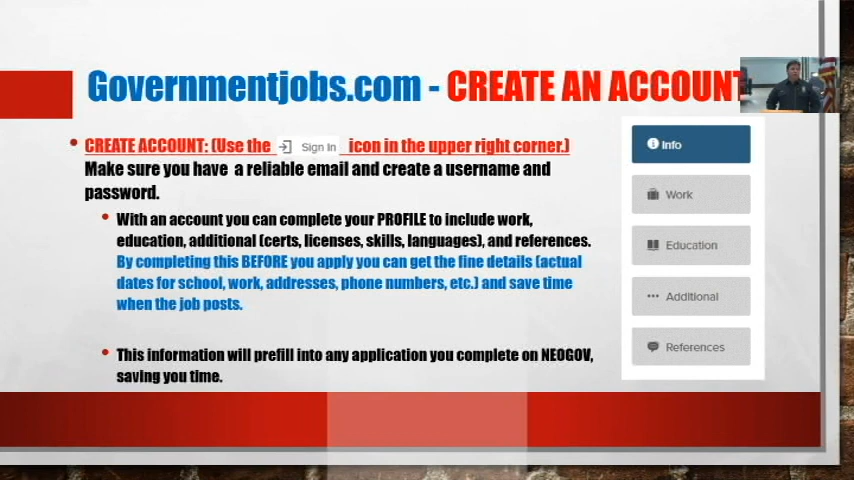 Governmentjobs.com - CREATE AN ACCOUNT
CREATE ACCOUNT: (Use the Sign In icon in the upper right corner.)
Make sure you have a reliable email and create a username and
password.
With an account you can complete your PROFILE to include work,
education, additional (certs, licenses, skills, languages), and references.
By completing this BEFORE you apply you can get the fine details (actual
dates for school, work, addresses, phone numbers, etc.) and save time
when the job posts.
This information will prefill into any application you complete on NEOGOV,
saving you time.
Info
Work
Education
Additional
References